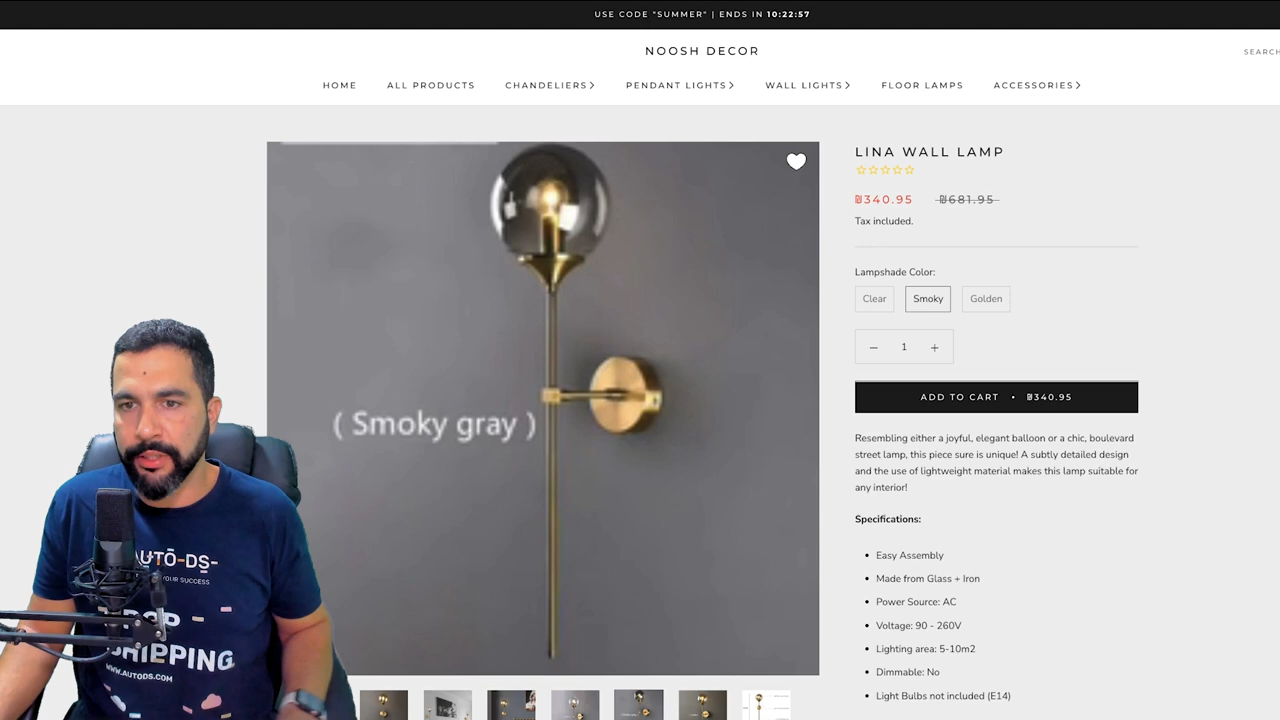 USE CODE "SUMMER" | ENDS IN 10:22:57
NOOSH DECOR
SEARCH
HOME ALL PRODUCTS CHANDELIERS PENDANT LIGHTS WALL LIGHTS FLOOR LAMPS ACCESSORIES
LINA WALL LAMP
₪340.95 ₪681.95
Tax included.
Lampshade Color:
Clear Smoky Golden
1
ADD TO CART • ₪340.95
( Smoky gray )
Resembling either a joyful, elegant balloon or a chic, boulevard
street lamp, this piece sure is unique! A subtly detailed design
and the use of lightweight material makes this lamp suitable for
any interior!
Specifications:
Easy Assembly
Made from Glass + Iron
Power Source: AC
Voltage: 90 - 260V
Lighting area: 5-10m2
Dimmable: No
Light Bulbs not included (E14)
AUTO-DS-
YOUR SUCCESS
SHIPPING
WWW.AUTODS.COM